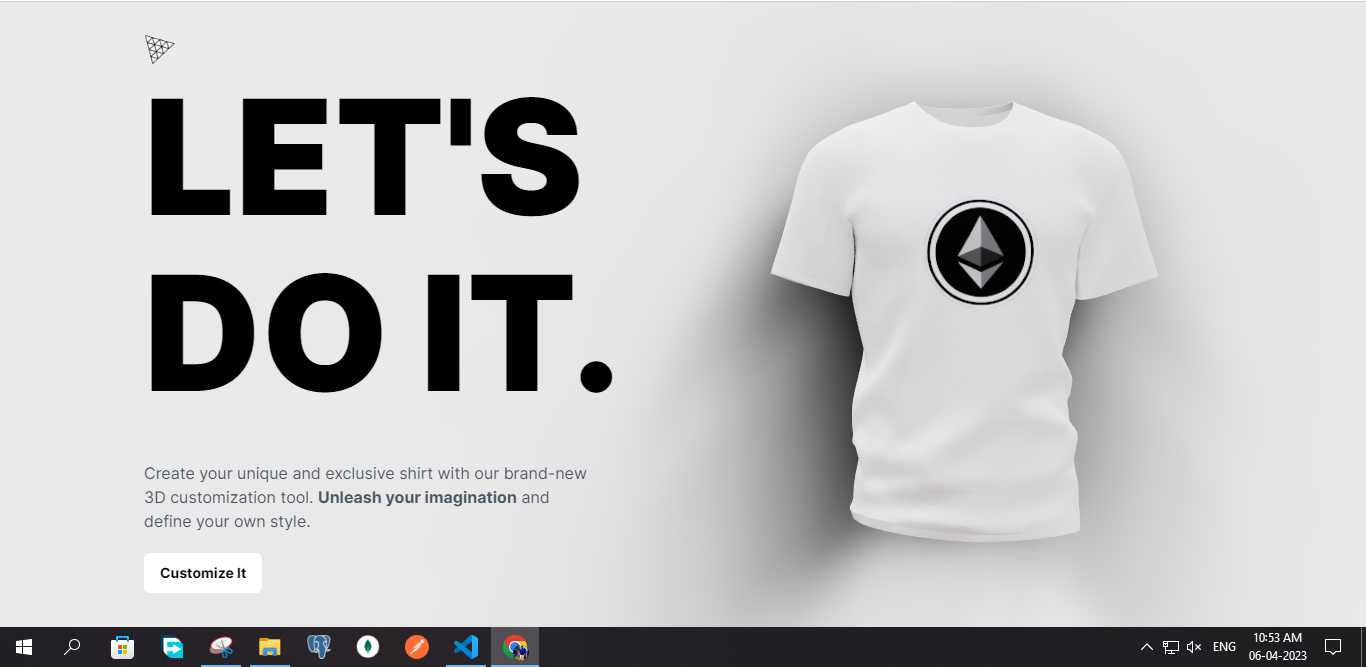 LET'S
DO IT.
Create your unique and exclusive shirt with our brand-new
3D customization tool. Unleash your imagination and
define your own style.
Customize It
ENG
10:53 AM
06-04-2023